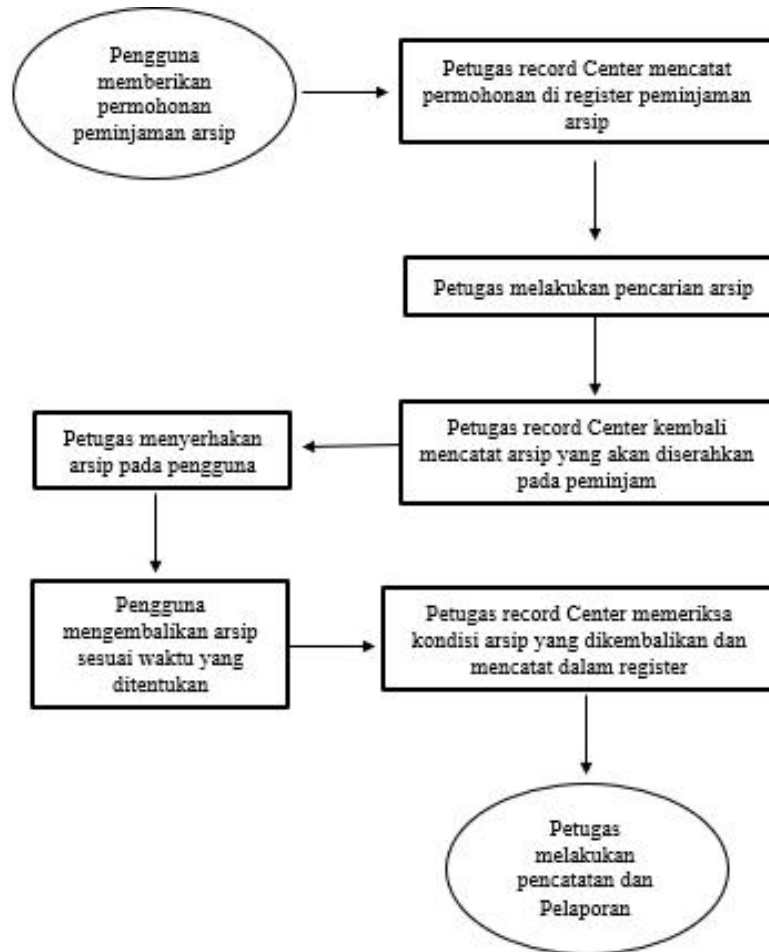 Pengguna
memberikan
permohonan
peminjaman arsip
Petugas record Center mencatat
permohonan di register peminjaman
arsip
Petugas melakukan pencarian arsip
Petugas record Center kembali
mencatat arsip yang akan diserahkan
pada peminjam
Petugas menyerhakan
arsip pada pengguna
Pengguna
mengembalikan arsip
sesuai waktu yang
ditentukan
Petugas record Center memeriksa
kondisi arsip yang dikembalikan dan
mencatat dalam register
Petugas
melakukan
pencatatan dan
Pelaporan